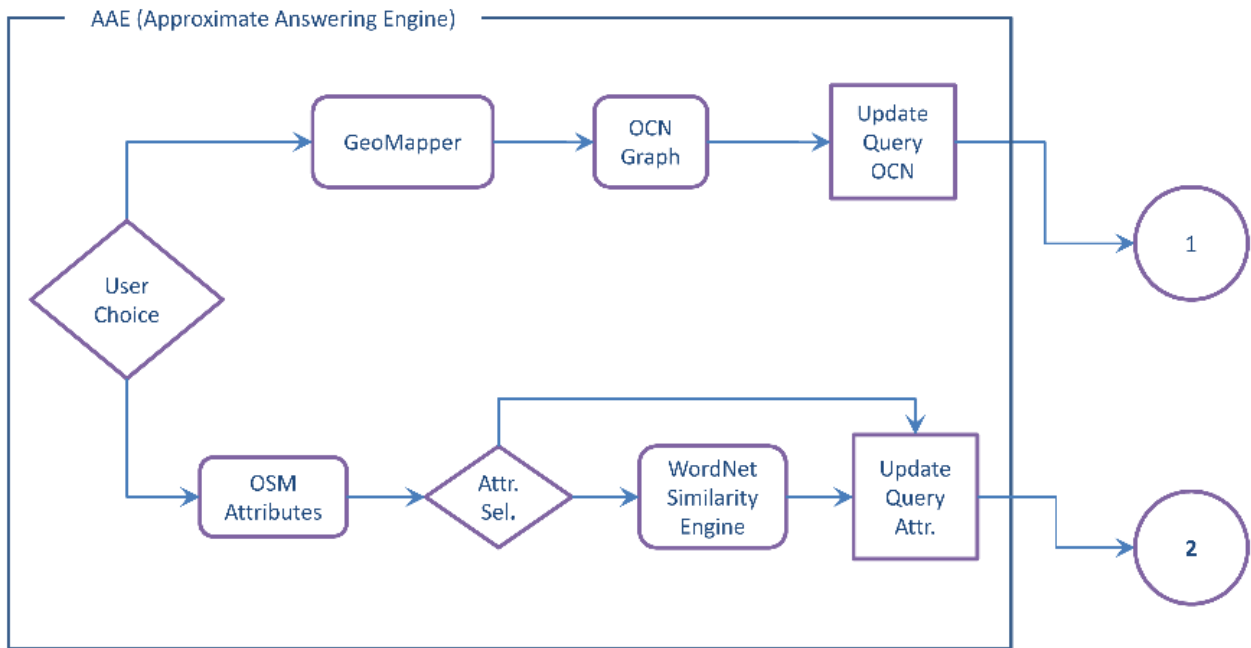 AAE (Approximate Answering Engine)
GeoMapper
OCN
Graph
Update
Query
OCN
1
User
Choice
OSM
Attributes
Attr.
Sel.
WordNet
Similarity
Engine
Update
Query
Attr.
2